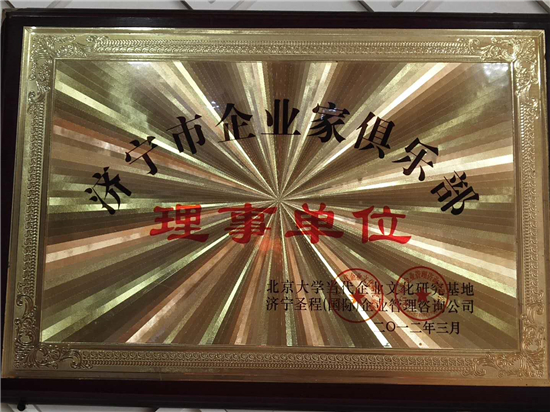 济宁市企业家俱乐部
理事单位
北京大学当代企业文化研究基地
济宁圣程(国际)企业管理咨询公司
二〇一二年三月